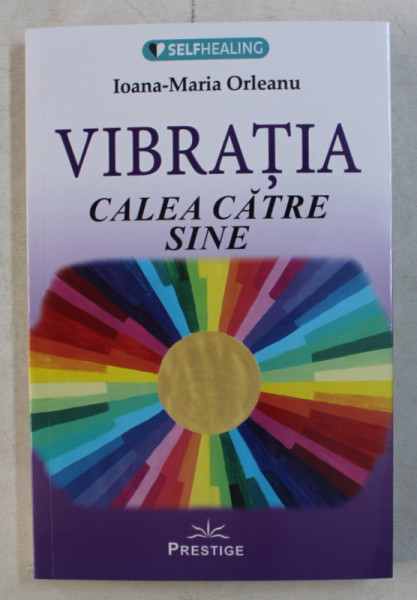 SELFHEALING
Ioana-Maria Orleanu
VIBRAȚIA
CALEA CĂTRE
SINE
PRESTIGE